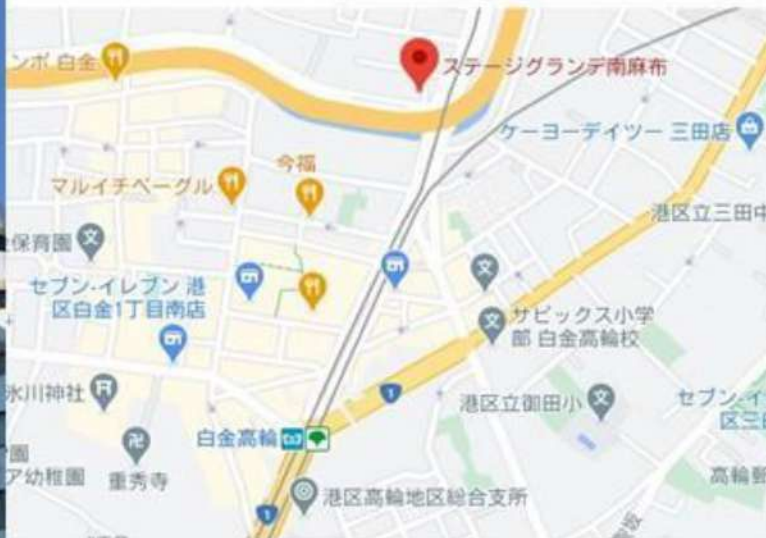 ンボ 白金
ステージグランデ南麻布
ケーヨーデイツー 三田店
今福
マルイチベーグル
港区立三田中
保育園
セブン-イレブン 港
区白金1丁目南店
サピックス小学
部 白金高輪校
1
氷川神社
港区立御田小
セブン-イ
区三田
白金高輪
園
ア幼稚園
重秀寺
高輪
港区高輪地区総合支所
1